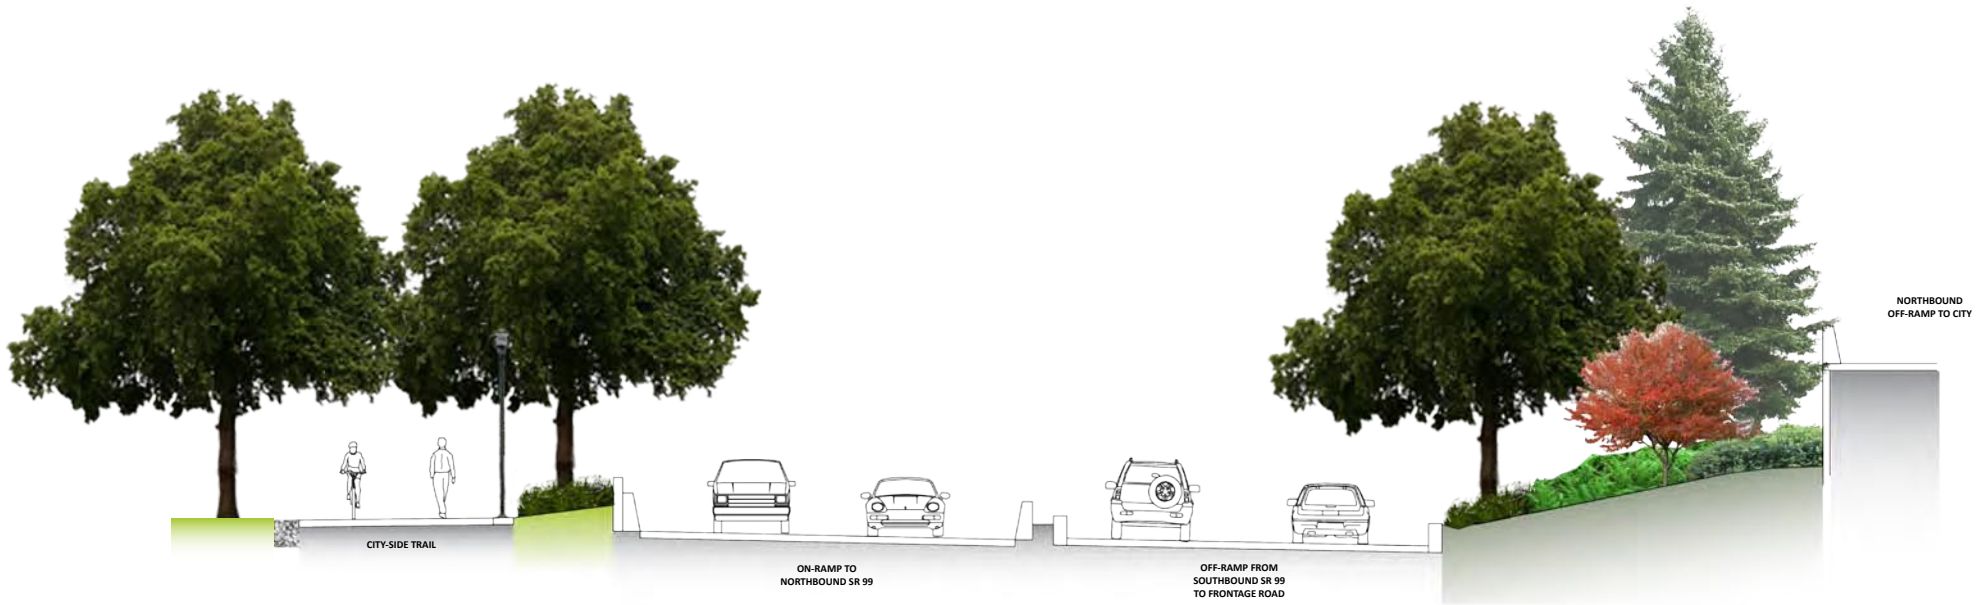 NORTHBOUND
OFF-RAMP TO CITY
CITY-SIDE TRAIL
ON-RAMP TO
NORTHBOUND SR 99
OFF-RAMP FROM
SOUTHBOUND SR 99
TO FRONTAGE ROAD